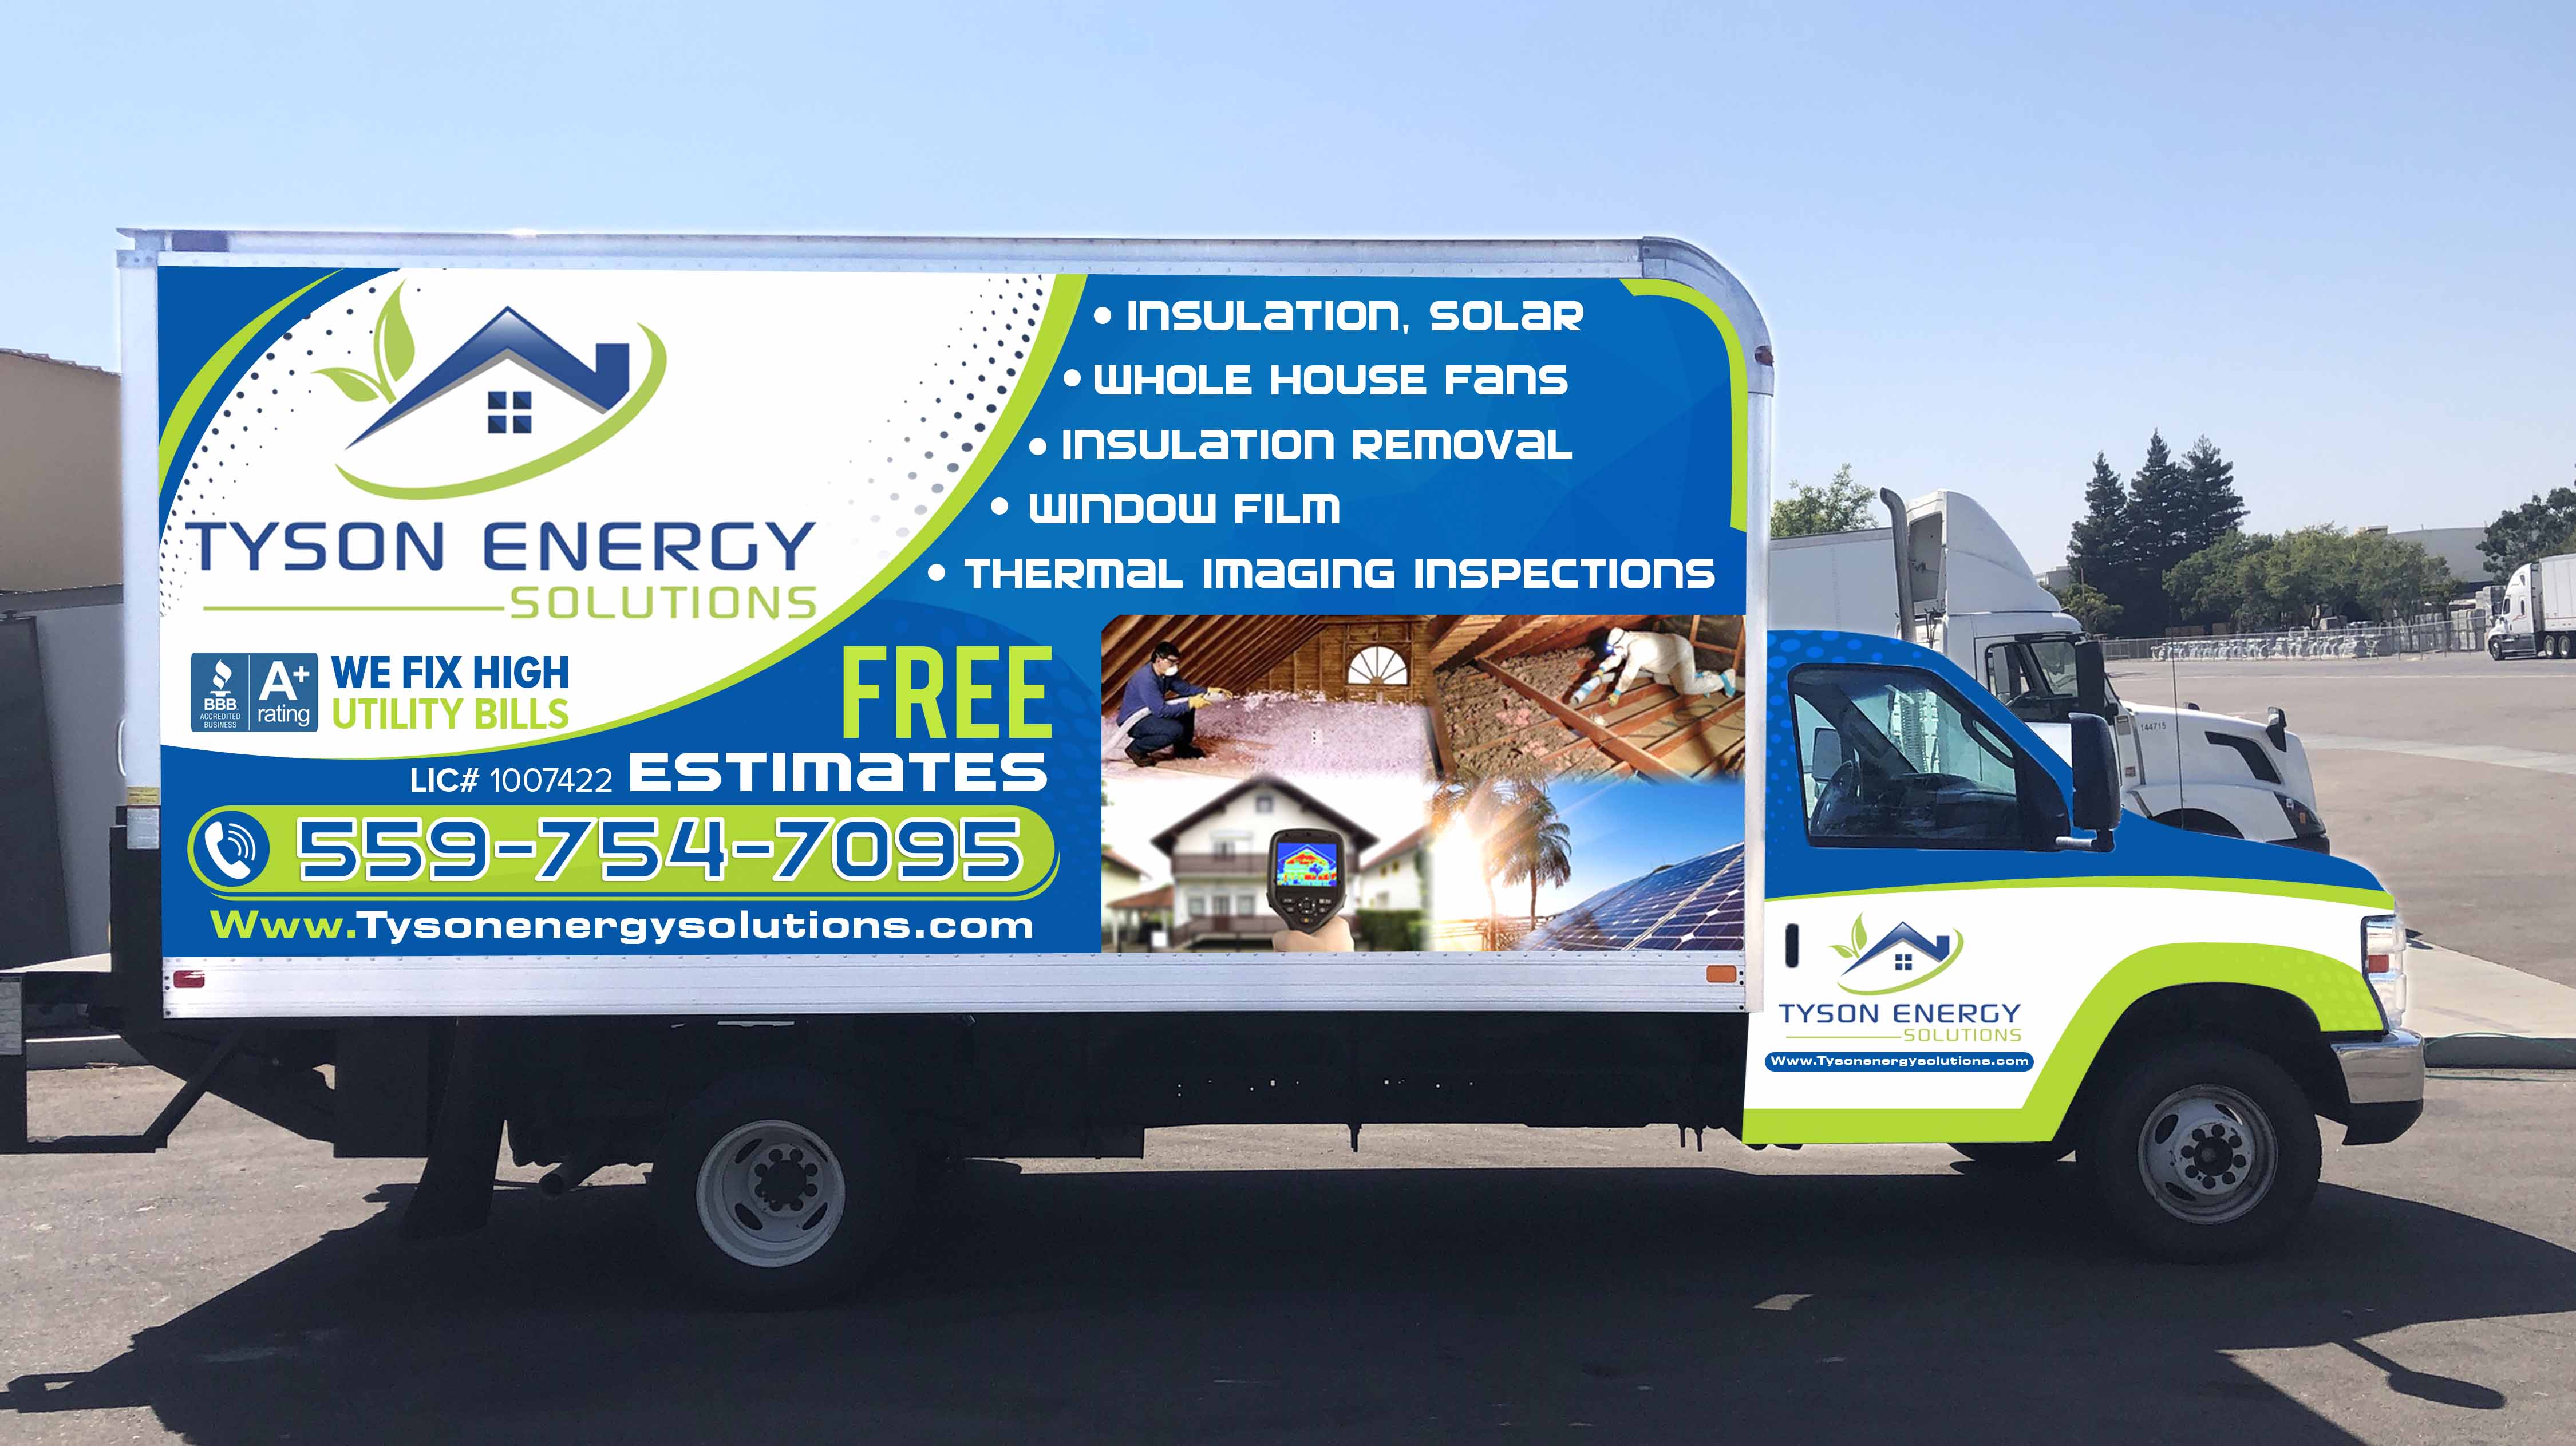 TYSON ENERGY
SOLUTIONS
BBB
ACCREDITED
BUSINESS
A+
rating
WE FIX HIGH
UTILITY BILLS
• INSULATION, SOLAR
• WHOLE HOUSE FANS
• INSULATION REMOVAL
• WINDOW FILM
• THERMAL IMAGING INSPECTIONS
FREE
ESTIMATES
LIC# 1007422
559-754-7095
Www.Tysonenergysolutions.com
TYSON ENERGY
SOLUTIONS
Www.Tysonenergysolutions.com
144715